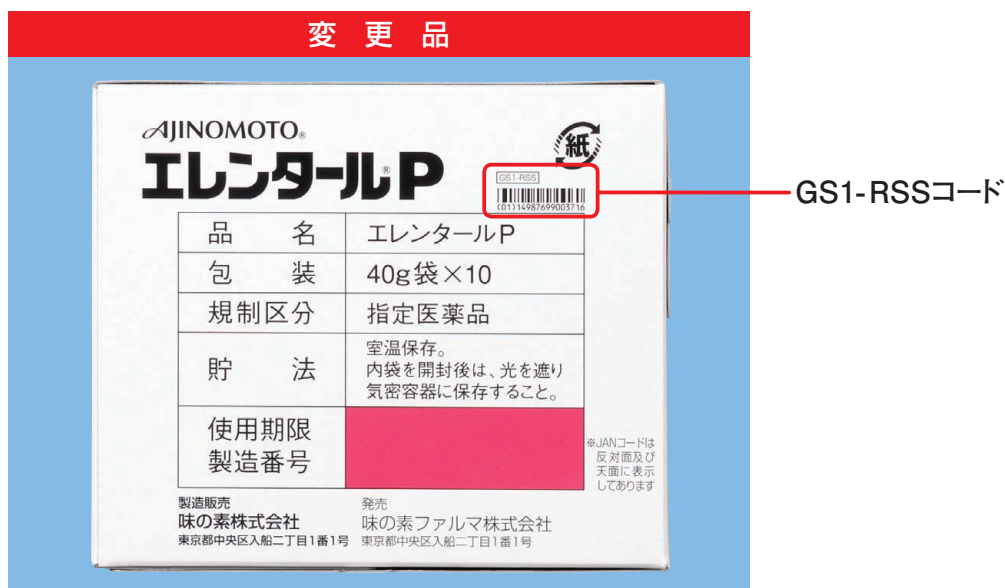 変更品
AJINOMOTO®
エレンタール®P
紙
GS1-RSS
(01)14987699003716
GS1-RSSコード
品名 エレンタールP
包装 40g袋×10
規制区分 指定医薬品
貯法 室温保存。
内袋を開封後は、光を遮り
気密容器に保存すること。
使用期限
製造番号
※JANコードは
反対面及び
天面に表示
してあります
製造販売
味の素株式会社
東京都中央区入船二丁目1番1号
発売
味の素ファルマ株式会社
東京都中央区入船二丁目1番1号